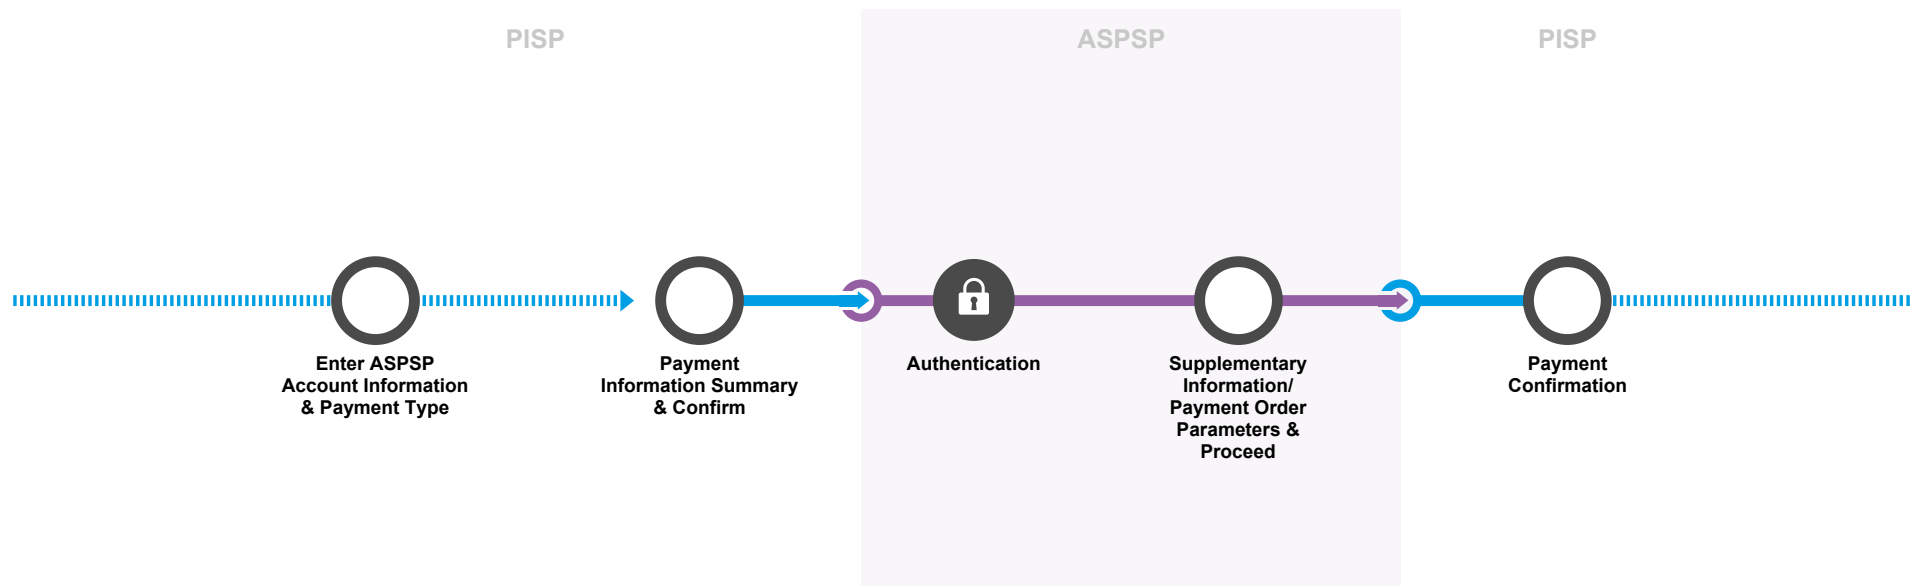 PISP
ASPSP
PISP
Enter ASPSP
Account Information
& Payment Type
Payment
Information Summary
& Confirm
Authentication
Supplementary
Information/
Payment Order
Parameters &
Proceed
Payment
Confirmation